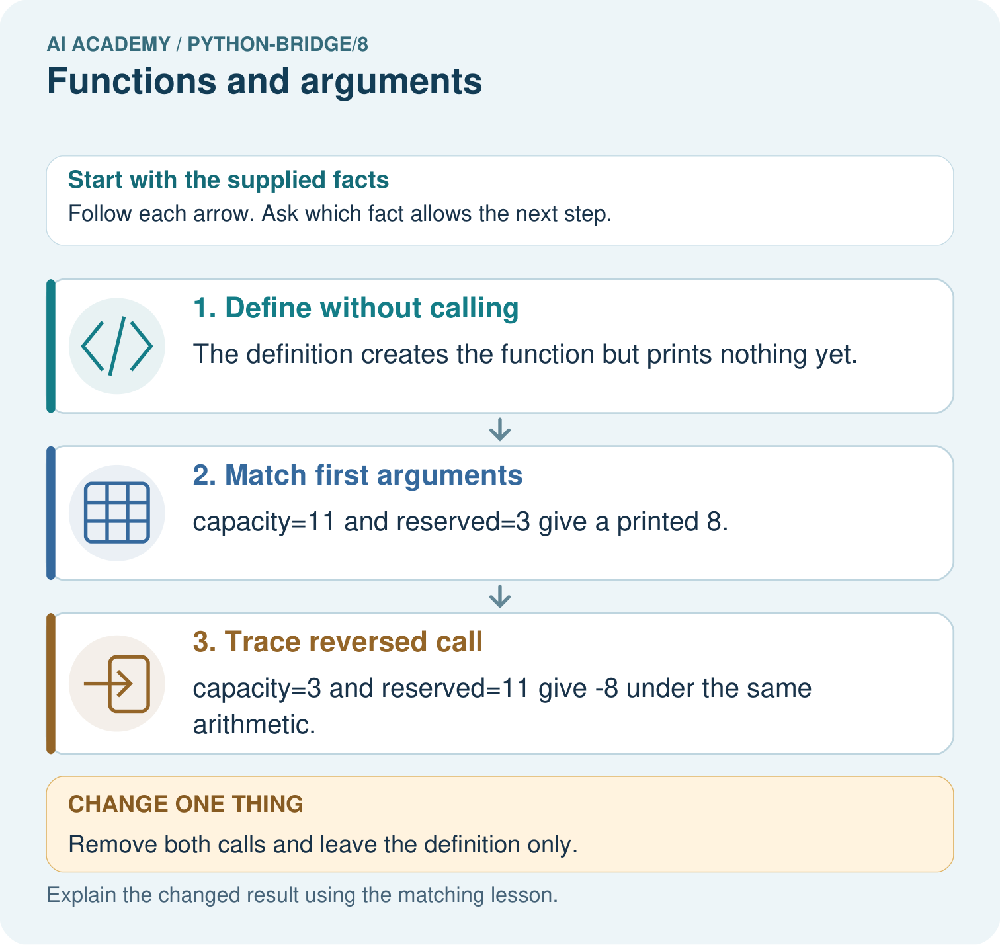 AI ACADEMY / PYTHON-BRIDGE/8
Functions and arguments
Start with the supplied facts
Follow each arrow. Ask which fact allows the next step.
1. Define without calling
The definition creates the function but prints nothing yet.
2. Match first arguments
capacity=11 and reserved=3 give a printed 8.
3. Trace reversed call
capacity=3 and reserved=11 give -8 under the same
arithmetic.
CHANGE ONE THING
Remove both calls and leave the definition only.
Explain the changed result using the matching lesson.